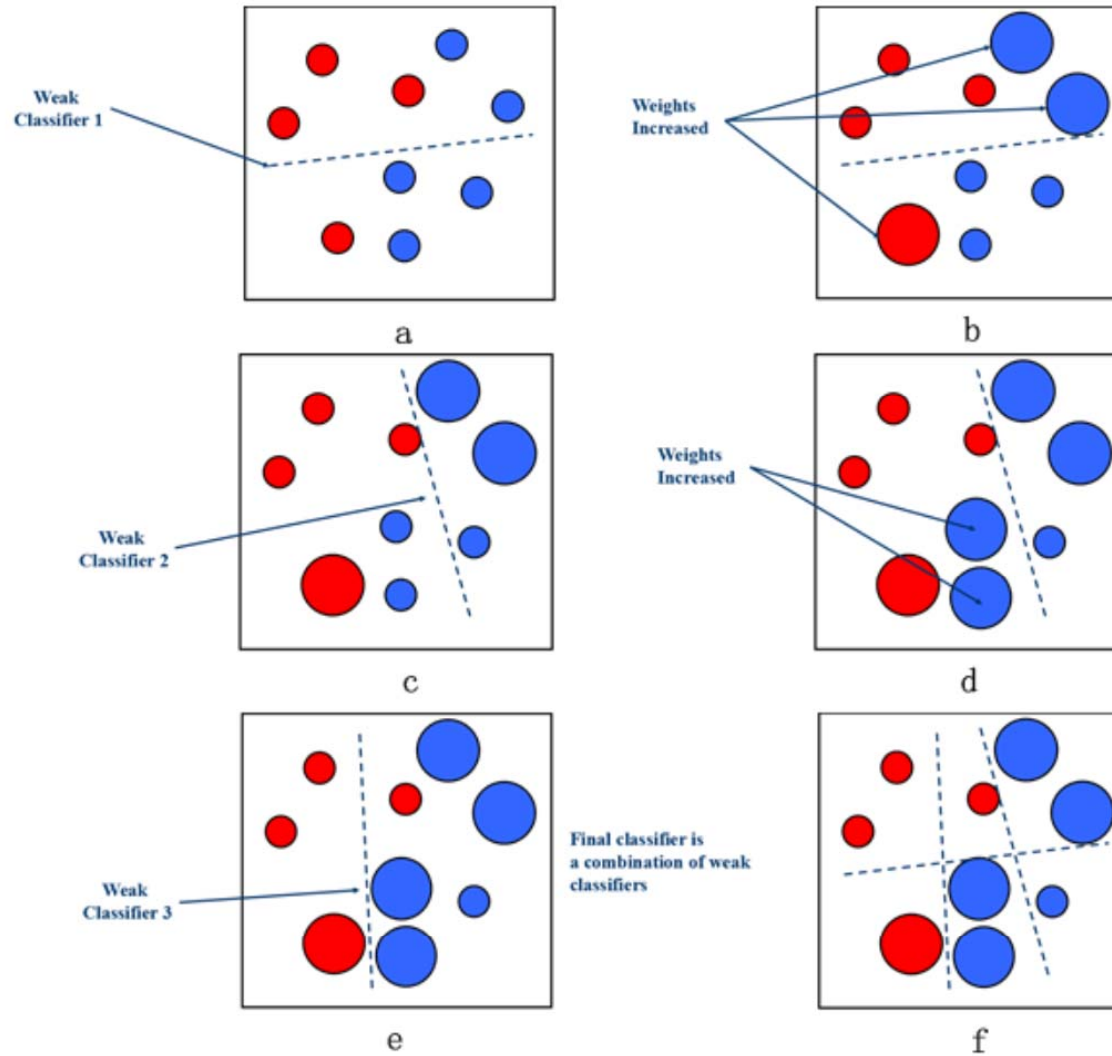 Weak
Classifier 1
Weights
Increased
a
b
Weak
Classifier 2
Weights
Increased
c
d
Weak
Classifier 3
Final classifier is
a combination of weak
classifiers
e
f